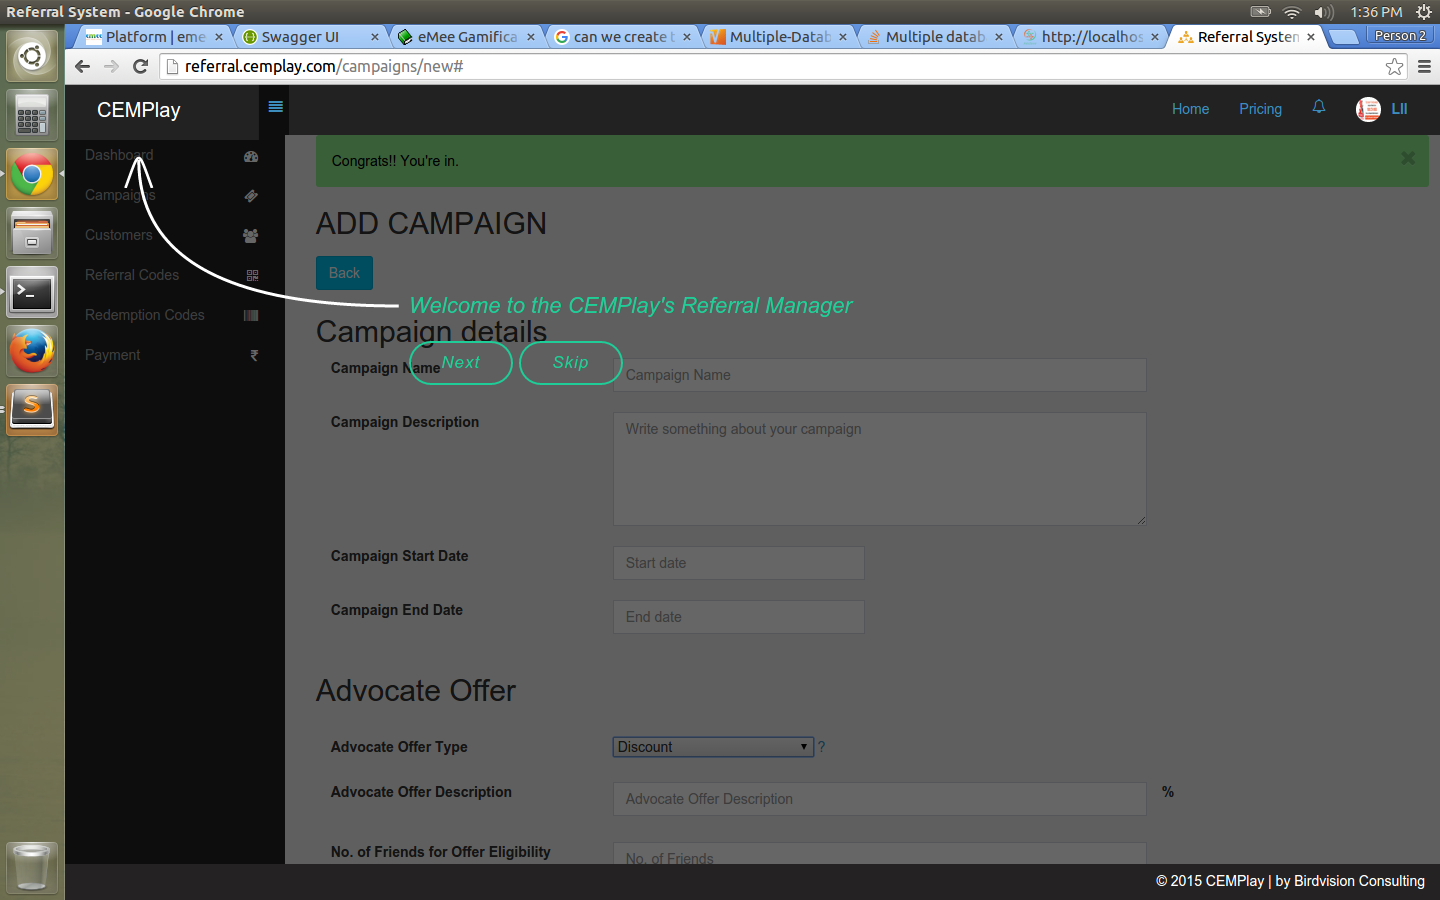 Referral System - Google Chrome
1:36 PM
Platform | eme
Swagger UI
eMee Gamifica
can we create t
Multiple-Datab
Multiple datab
http://localhos
Referral System
Person 2
referral.cemplay.com/campaigns/new#
CEMPlay
Home
Pricing
LII
Dashboard
Campaigns
Customers
Referral Codes
Redemption Codes
Payment
Congrats!! You're in.
ADD CAMPAIGN
Back
Welcome to the CEMPlay's Referral Manager
Next
Skip
Campaign details
Campaign Name
Campaign Name
Campaign Description
Write something about your campaign
Campaign Start Date
Start date
Campaign End Date
End date
Advocate Offer
Advocate Offer Type
Discount
?
Advocate Offer Description
Advocate Offer Description
%
No. of Friends for Offer Eligibility
No. of Friends
© 2015 CEMPlay | by Birdvision Consulting